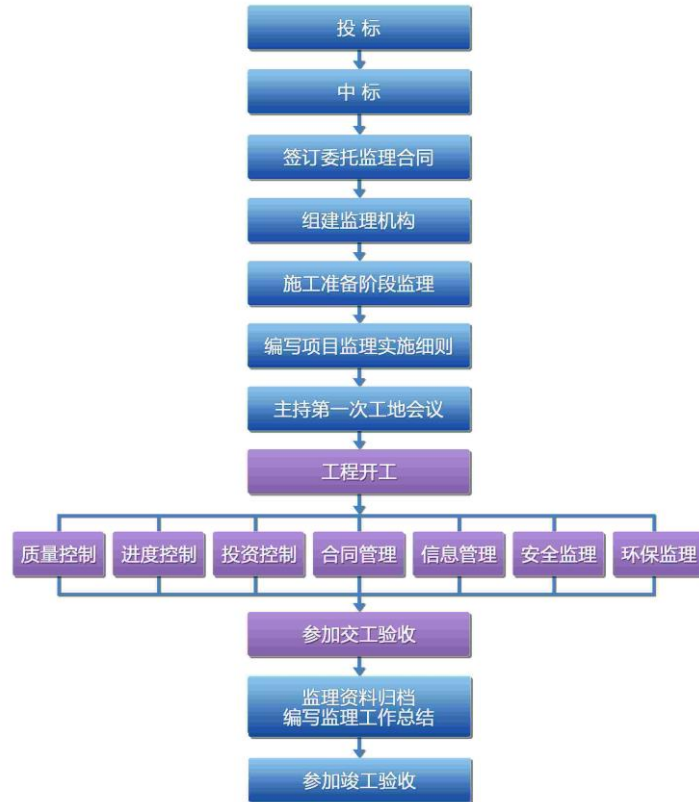 投 标
中 标
签订委托监理合同
组建监理机构
施工准备阶段监理
编写项目监理实施细则
主持第一次工地会议
工程开工
质量控制
进度控制
投资控制
合同管理
信息管理
安全监理
环保监理
参加交工验收
监理资料归档
编写监理工作总结
参加竣工验收